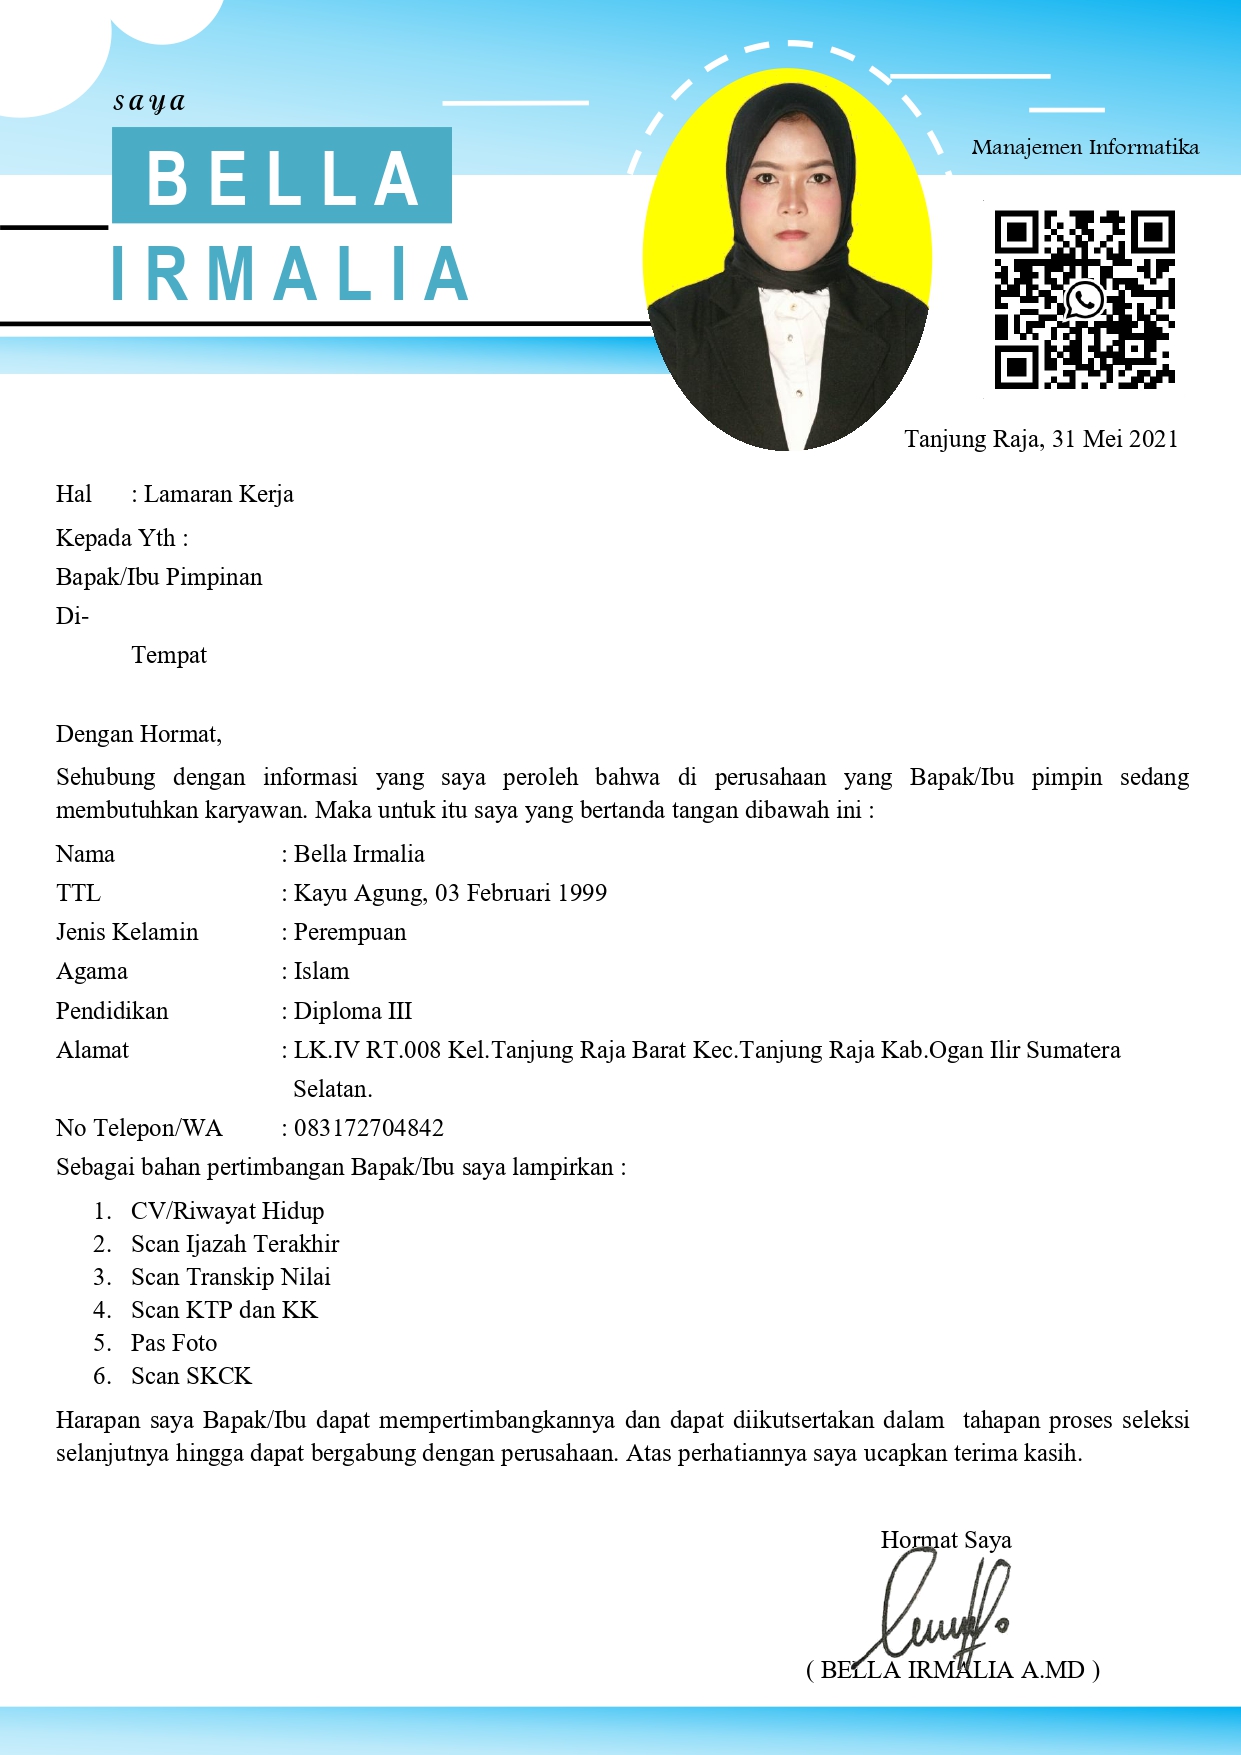 saya
BELLA
IRMALIA
Manajemen Informatika
Tanjung Raja, 31 Mei 2021
Hal : Lamaran Kerja
Kepada Yth :
Bapak/Ibu Pimpinan
Di-
Tempat
Dengan Hormat,
Sehubung dengan informasi yang saya peroleh bahwa di perusahaan yang Bapak/Ibu pimpin sedang
membutuhkan karyawan. Maka untuk itu saya yang bertanda tangan dibawah ini :
Nama : Bella Irmalia
TTL : Kayu Agung, 03 Februari 1999
Jenis Kelamin : Perempuan
Agama : Islam
Pendidikan : Diploma III
Alamat : LK.IV RT.008 Kel.Tanjung Raja Barat Kec.Tanjung Raja Kab.Ogan Ilir Sumatera
Selatan.
No Telepon/WA : 083172704842
Sebagai bahan pertimbangan Bapak/Ibu saya lampirkan :
1. CV/Riwayat Hidup
2. Scan Ijazah Terakhir
3. Scan Transkip Nilai
4. Scan KTP dan KK
5. Pas Foto
6. Scan SKCK
Harapan saya Bapak/Ibu dapat mempertimbangkannya dan dapat diikutsertakan dalam tahapan proses seleksi
selanjutnya hingga dapat bergabung dengan perusahaan. Atas perhatiannya saya ucapkan terima kasih.
Hormat Saya
( BELLA IRMALIA A.MD )